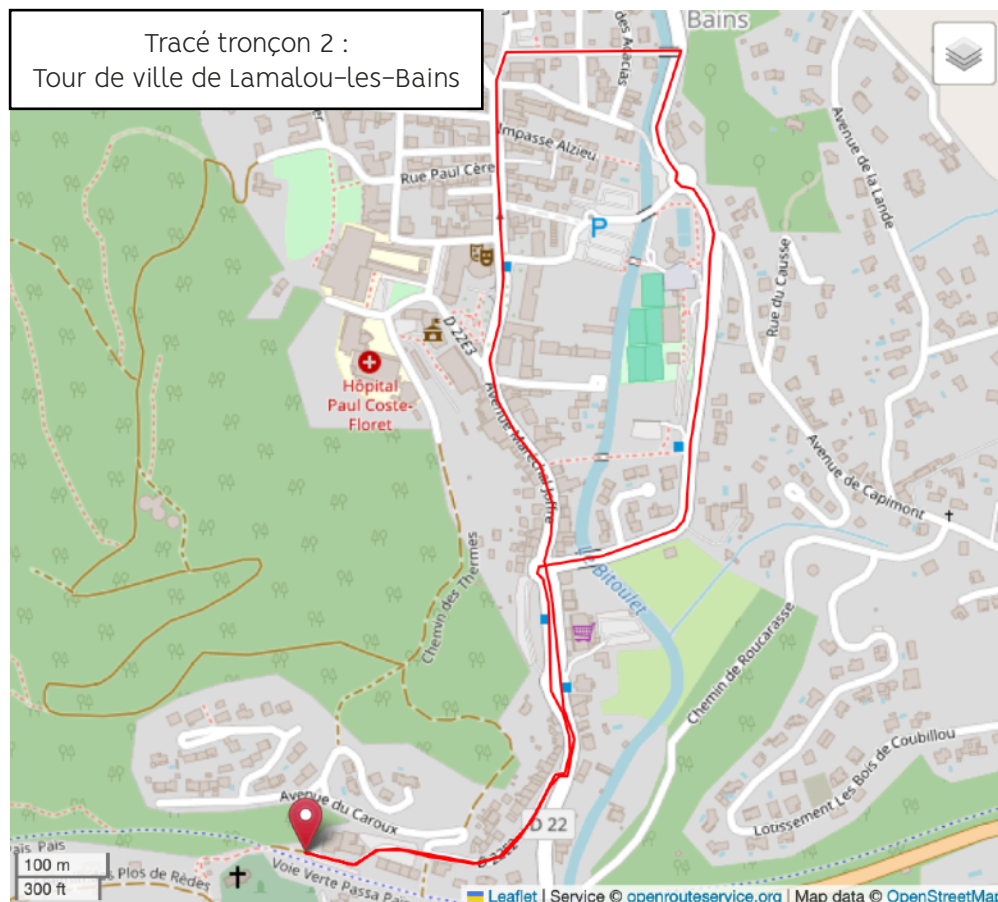 Tracé tronçon 2 :
Tour de ville de Lamalou-les-Bains
Bains
des Acacias
Impasse Alzieu
Rue Paul Cère
P
Avenue de la Lande
Rue du Causse
D 22E3
Hôpital
Paul Coste-
Floret
Avenue Maréchal Joffre
Avenue de Capimont
Le Bitoulet
Chemin des Thermes
Chemin de Roucarasse
Lotissement Les Bois de Coubillou
Avenue du Caroux
D 22
Pais
Plos de Rèdes
Voie Verte Passa Païs
100 m
300 ft
Leaflet | Service © openrouteservice.org | Map data © OpenStreetMap